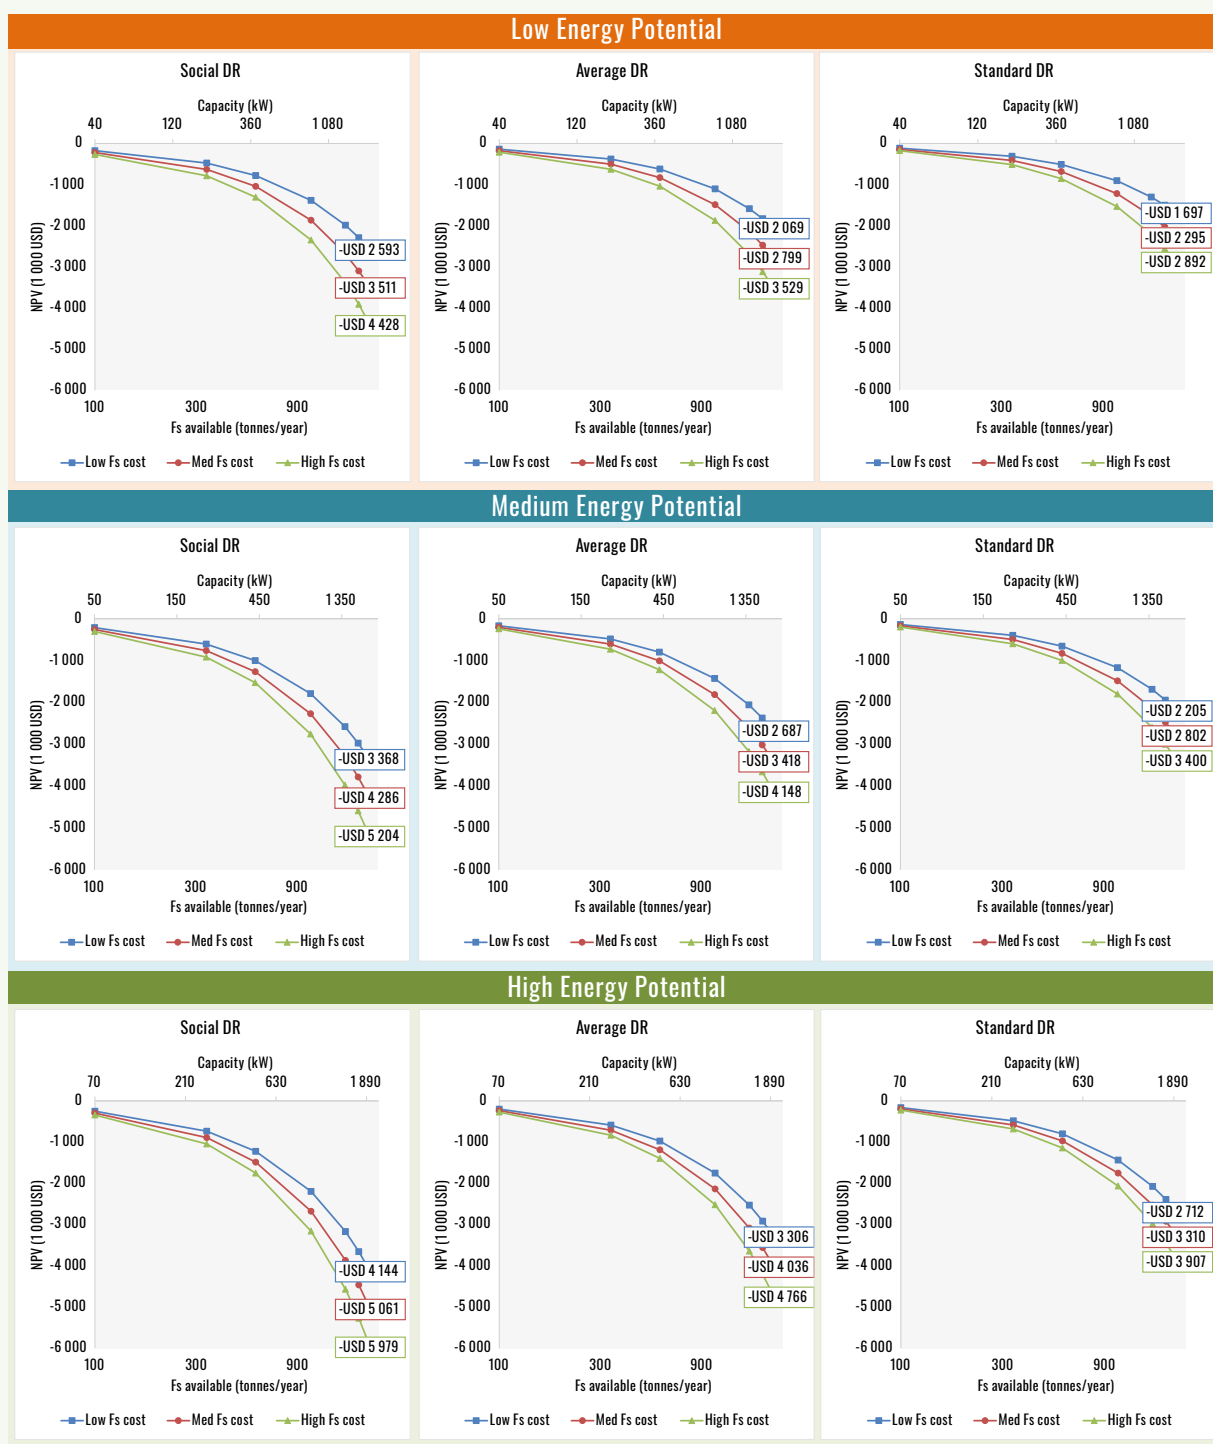 Low Energy Potential
Social DR
Capacity (kW)
40 120 360 1 080
0
-1 000
-2 000
-3 000
-4 000
-5 000
-6 000
NPV (1 000 USD)
-USD 2 593
-USD 3 511
-USD 4 428
100 300 900
Fs available (tonnes/year)
Low Fs cost Med Fs cost High Fs cost
Average DR
Capacity (kW)
40 120 360 1 080
0
-1 000
-2 000
-3 000
-4 000
-5 000
-6 000
NPV (1 000 USD)
-USD 2 069
-USD 2 799
-USD 3 529
100 300 900
Fs available (tonnes/year)
Low Fs cost Med Fs cost High Fs cost
Standard DR
Capacity (kW)
40 120 360 1 080
0
-1 000
-2 000
-3 000
-4 000
-5 000
-6 000
NPV (1 000 USD)
-USD 1 697
-USD 2 295
-USD 2 892
100 300 900
Fs available (tonnes/year)
Low Fs cost Med Fs cost High Fs cost
Medium Energy Potential
Social DR
Capacity (kW)
50 150 450 1 350
0
-1 000
-2 000
-3 000
-4 000
-5 000
-6 000
NPV (1 000 USD)
-USD 3 368
-USD 4 286
-USD 5 204
100 300 900
Fs available (tonnes/year)
Low Fs cost Med Fs cost High Fs cost
Average DR
Capacity (kW)
50 150 450 1 350
0
-1 000
-2 000
-3 000
-4 000
-5 000
-6 000
NPV (1 000 USD)
-USD 2 687
-USD 3 418
-USD 4 148
100 300 900
Fs available (tonnes/year)
Low Fs cost Med Fs cost High Fs cost
Standard DR
Capacity (kW)
50 150 450 1 350
0
-1 000
-2 000
-3 000
-4 000
-5 000
-6 000
NPV (1 000 USD)
-USD 2 205
-USD 2 802
-USD 3 400
100 300 900
Fs available (tonnes/year)
Low Fs cost Med Fs cost High Fs cost
High Energy Potential
Social DR
Capacity (kW)
70 210 630 1 890
0
-1 000
-2 000
-3 000
-4 000
-5 000
-6 000
NPV (1 000 USD)
-USD 4 144
-USD 5 061
-USD 5 979
100 300 900
Fs available (tonnes/year)
Low Fs cost Med Fs cost High Fs cost
Average DR
Capacity (kW)
70 210 630 1 890
0
-1 000
-2 000
-3 000
-4 000
-5 000
-6 000
NPV (1 000 USD)
-USD 3 306
-USD 4 036
-USD 4 766
100 300 900
Fs available (tonnes/year)
Low Fs cost Med Fs cost High Fs cost
Standard DR
Capacity (kW)
70 210 630 1 890
0
-1 000
-2 000
-3 000
-4 000
-5 000
-6 000
NPV (1 000 USD)
-USD 2 712
-USD 3 310
-USD 3 907
100 300 900
Fs available (tonnes/year)
Low Fs cost Med Fs cost High Fs cost